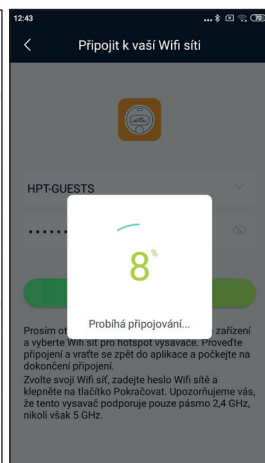 12:43
Připojit k vaší Wifi síti
HPT-GUESTS
8%
Probíhá připojování...
Prosím ot zařízení
a vyberte Wifi síť pro hotspot vysavače. Proveďte
připojení a vraťte se zpět do aplikace a počkejte na
dokončení připojení.
Zvolte svoji Wifi síť, zadejte heslo Wifi sítě a
klepněte na tlačítko Pokračovat. Upozorňujeme vás,
že tento vysavač podporuje pouze pásmo 2,4 GHz,
nikoli však 5 GHz.